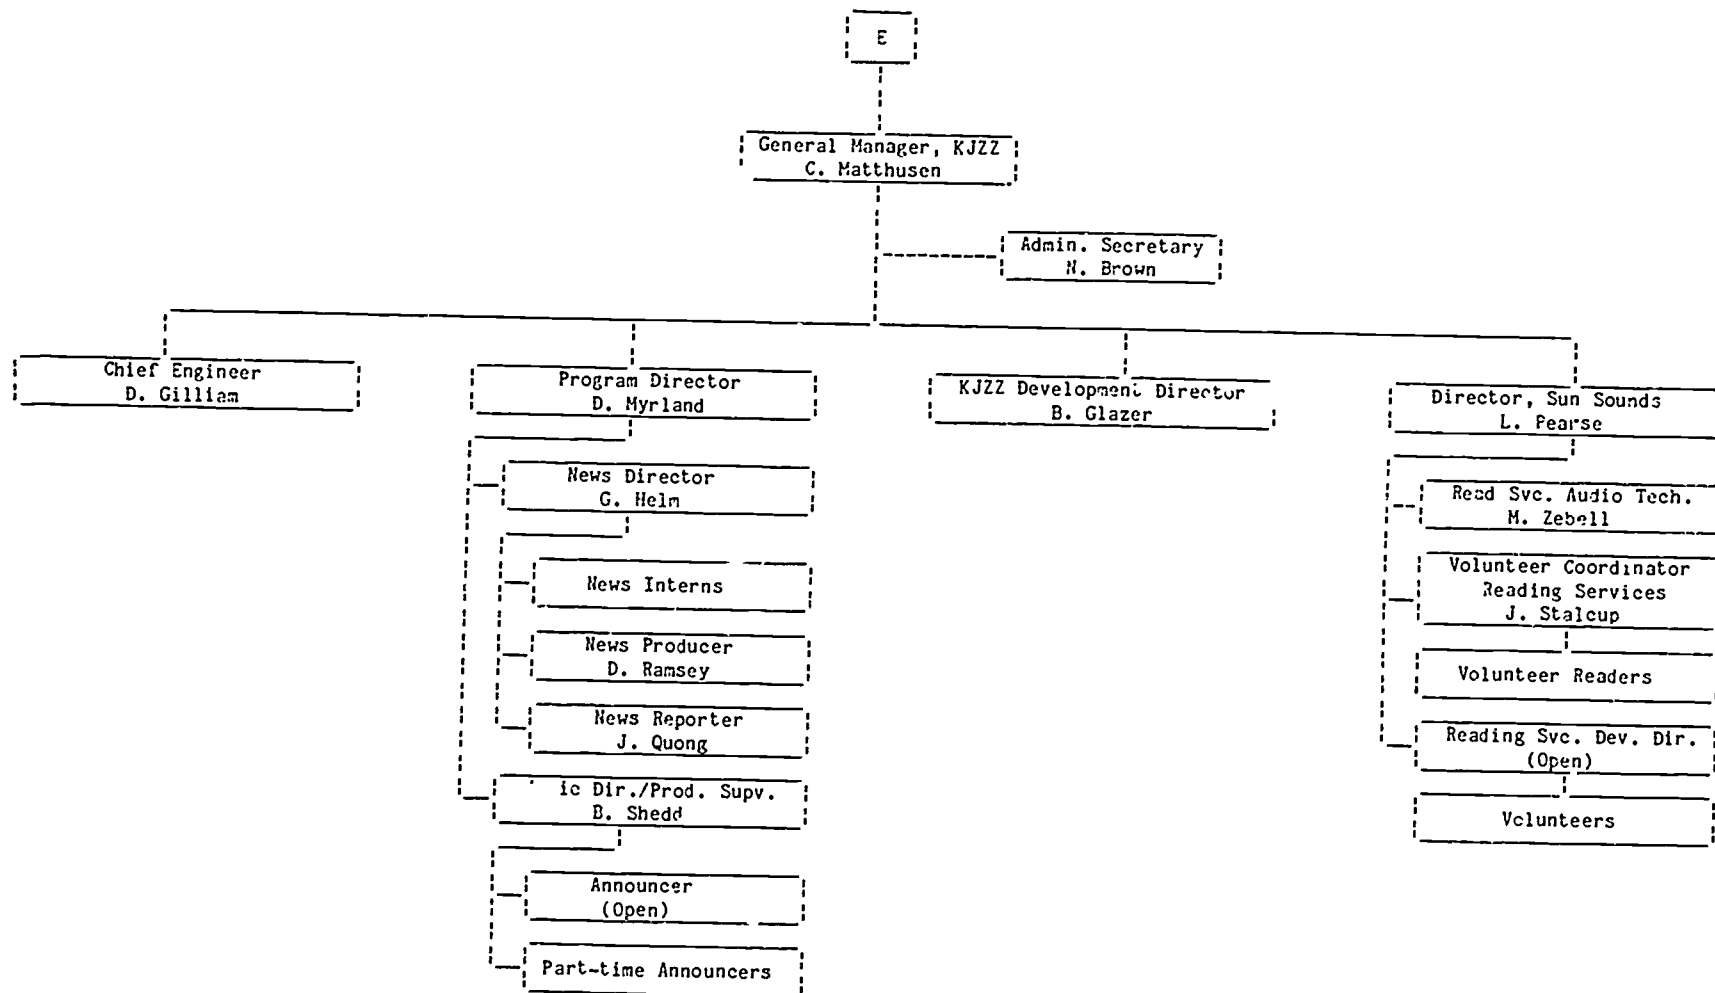 E
General Manager, KJZZ
C. Matthusen
Admin. Secretary
N. Brown
Chief Engineer
D. Gilliam
Program Director
D. Myrland
KJZZ Development Director
B. Glazer
Director, Sun Sounds
L. Pearse
News Director
G. Helm
News Interns
News Producer
D. Ramsey
News Reporter
J. Quong
ic Dir./Prod. Supv.
B. Shedd
Announcer
(Open)
Part-time Announcers
Read Svc. Audio Tech.
M. Zebell
Volunteer Coordinator
Reading Services
J. Stalcup
Volunteer Readers
Reading Svc. Dev. Dir.
(Open)
Volunteers